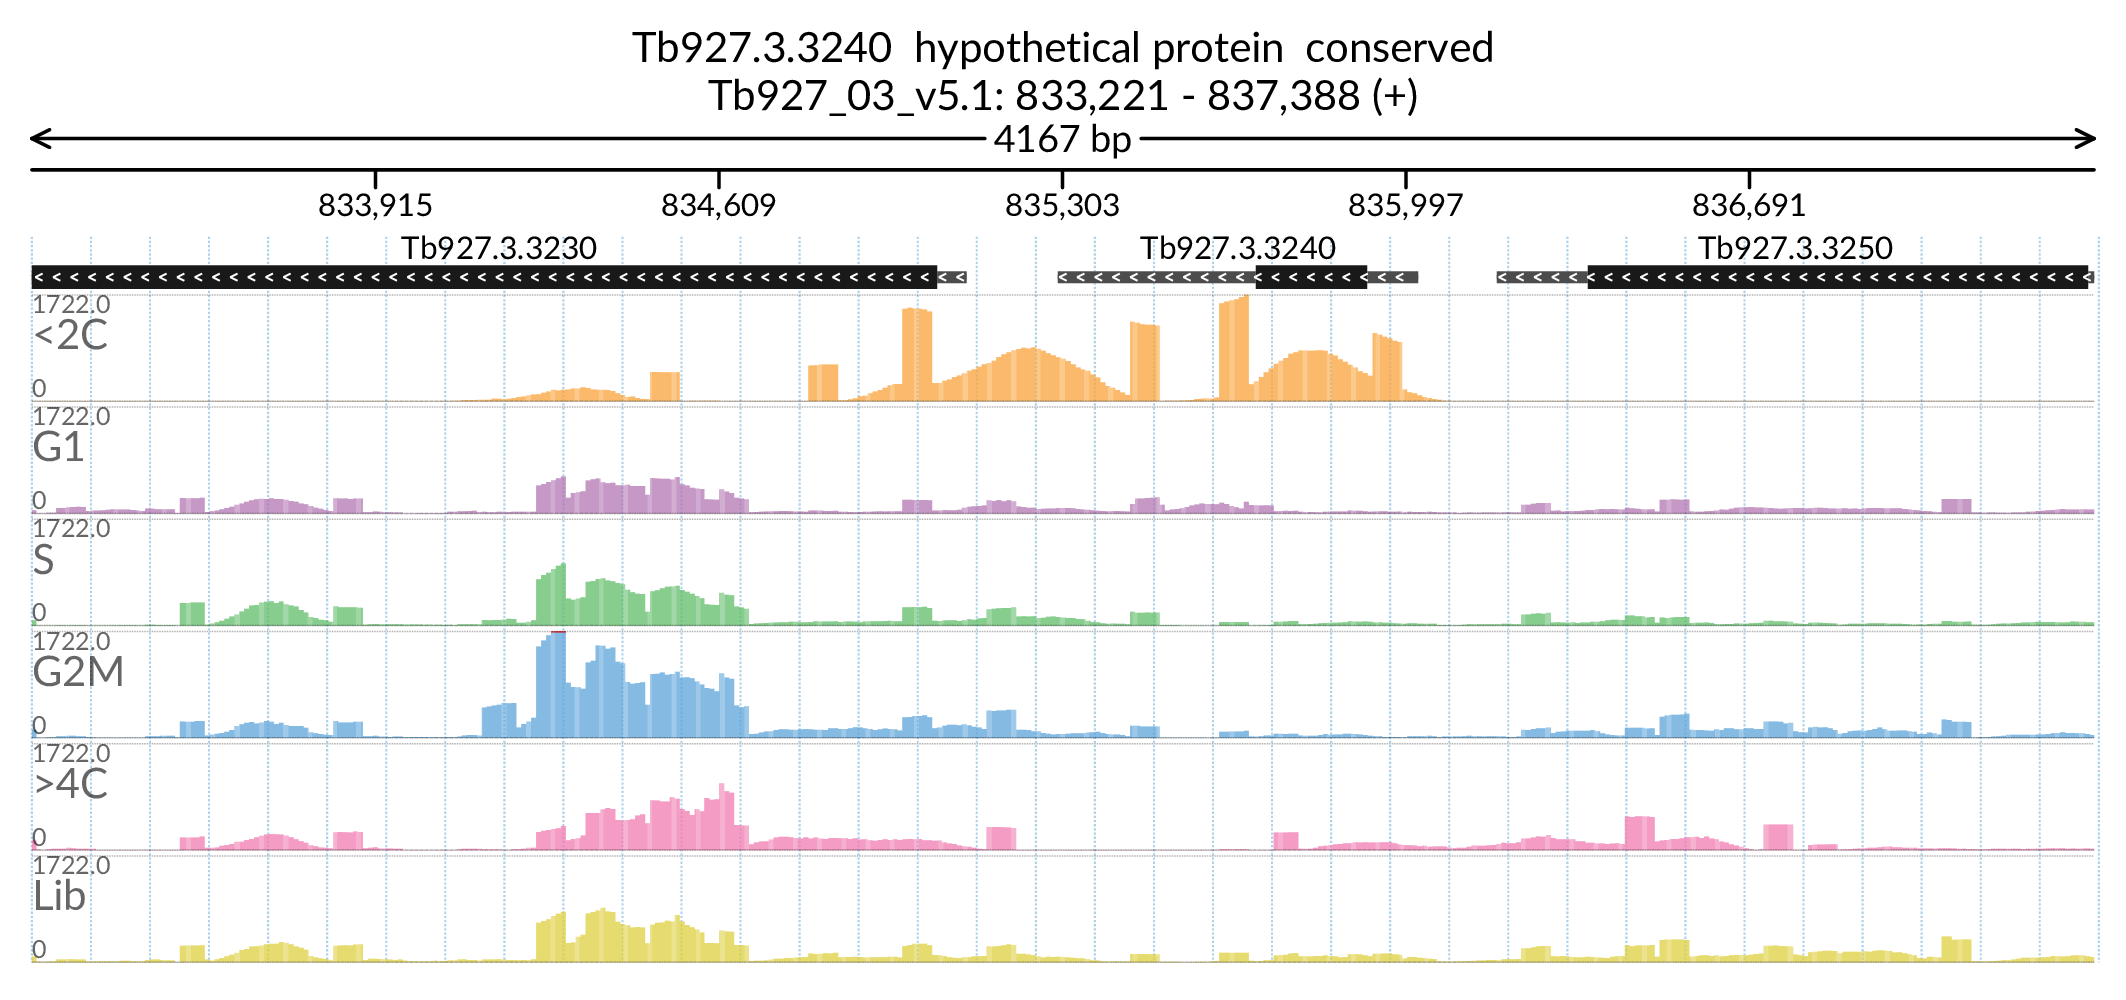 Tb927.3.3240 hypothetical protein conserved
Tb927_03_v5.1: 833,221 - 837,388 (+)
4167 bp
833,915 834,609 835,303 835,997 836,691
Tb927.3.3230 Tb927.3.3240 Tb927.3.3250
1722.0
<2C
0
1722.0
G1
0
1722.0
S
0
1722.0
G2M
0
1722.0
>4C
0
1722.0
Lib
0